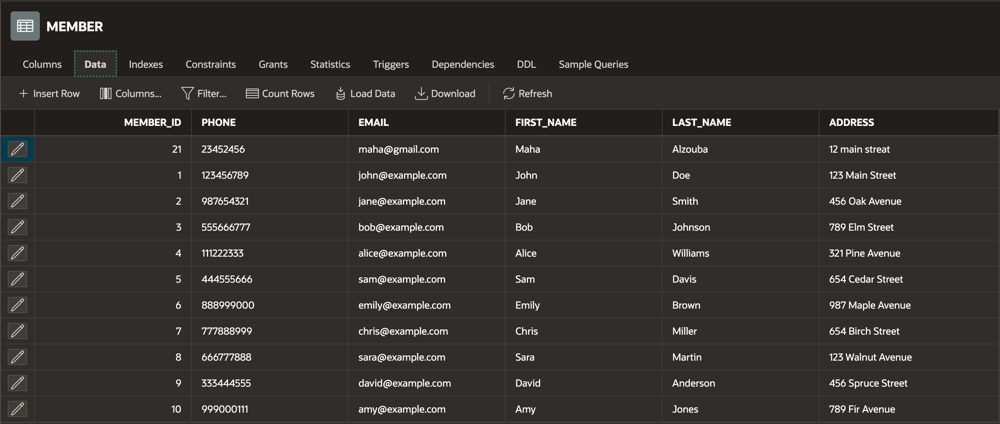 MEMBER
Columns Data Indexes Constraints Grants Statistics Triggers Dependencies DDL Sample Queries
Insert Row Columns... Filter... Count Rows Load Data Download Refresh
MEMBER_ID PHONE EMAIL FIRST_NAME LAST_NAME ADDRESS
21 23452456 maha@gmail.com Maha Alzouba 12 main streat
1 123456789 john@example.com John Doe 123 Main Street
2 987654321 jane@example.com Jane Smith 456 Oak Avenue
3 555666777 bob@example.com Bob Johnson 789 Elm Street
4 111222333 alice@example.com Alice Williams 321 Pine Avenue
5 444555666 sam@example.com Sam Davis 654 Cedar Street
6 888999000 emily@example.com Emily Brown 987 Maple Avenue
7 777888999 chris@example.com Chris Miller 654 Birch Street
8 666777888 sara@example.com Sara Martin 123 Walnut Avenue
9 333444555 david@example.com David Anderson 456 Spruce Street
10 999000111 amy@example.com Amy Jones 789 Fir Avenue